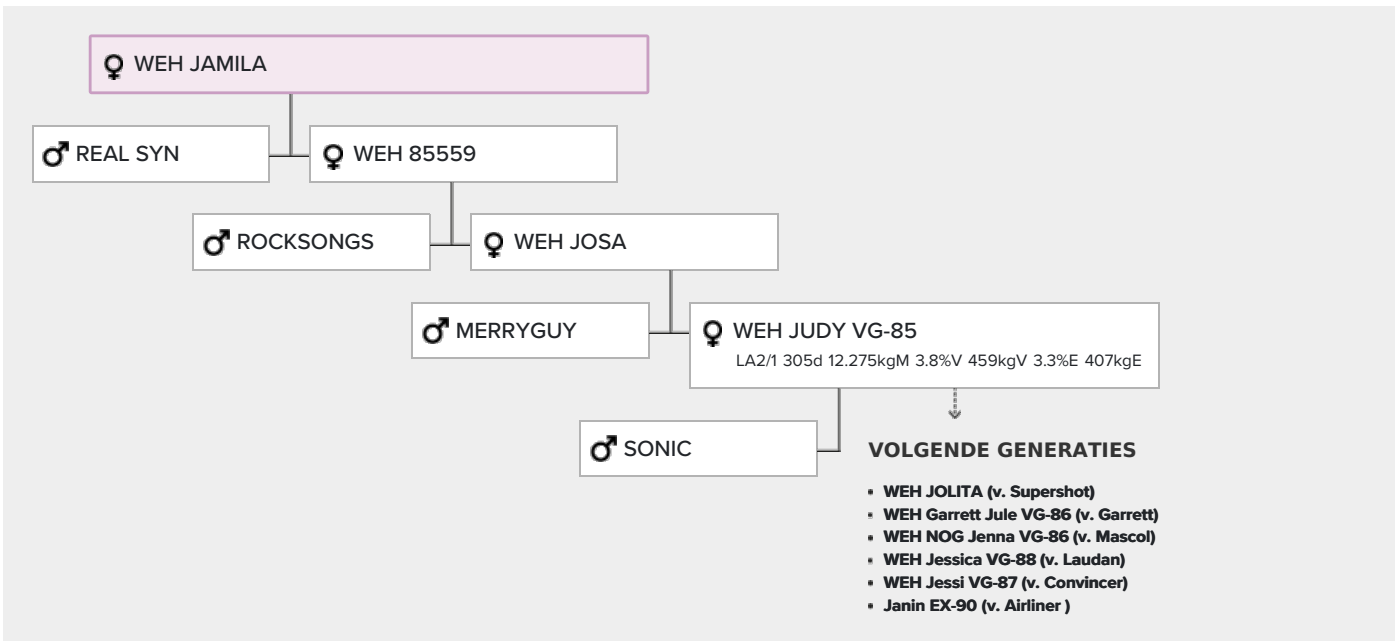 ♀ WEH JAMILA
♂ REAL SYN
♀ WEH 85559
♂ ROCKSONGS
♀ WEH JOSA
♂ MERRYGUY
♀ WEH JUDY VG-85
LA2/1 305d 12.275kgM 3.8%V 459kgV 3.3%E 407kgE
♂ SONIC
VOLGENDE GENERATIES
• WEH JOLITA (v. Supershot)
• WEH Garrett Jule VG-86 (v. Garrett)
• WEH NOG Jenna VG-86 (v. Mascol)
• WEH Jessica VG-88 (v. Laudan)
• WEH Jessi VG-87 (v. Convincer)
• Janin EX-90 (v. Airliner )